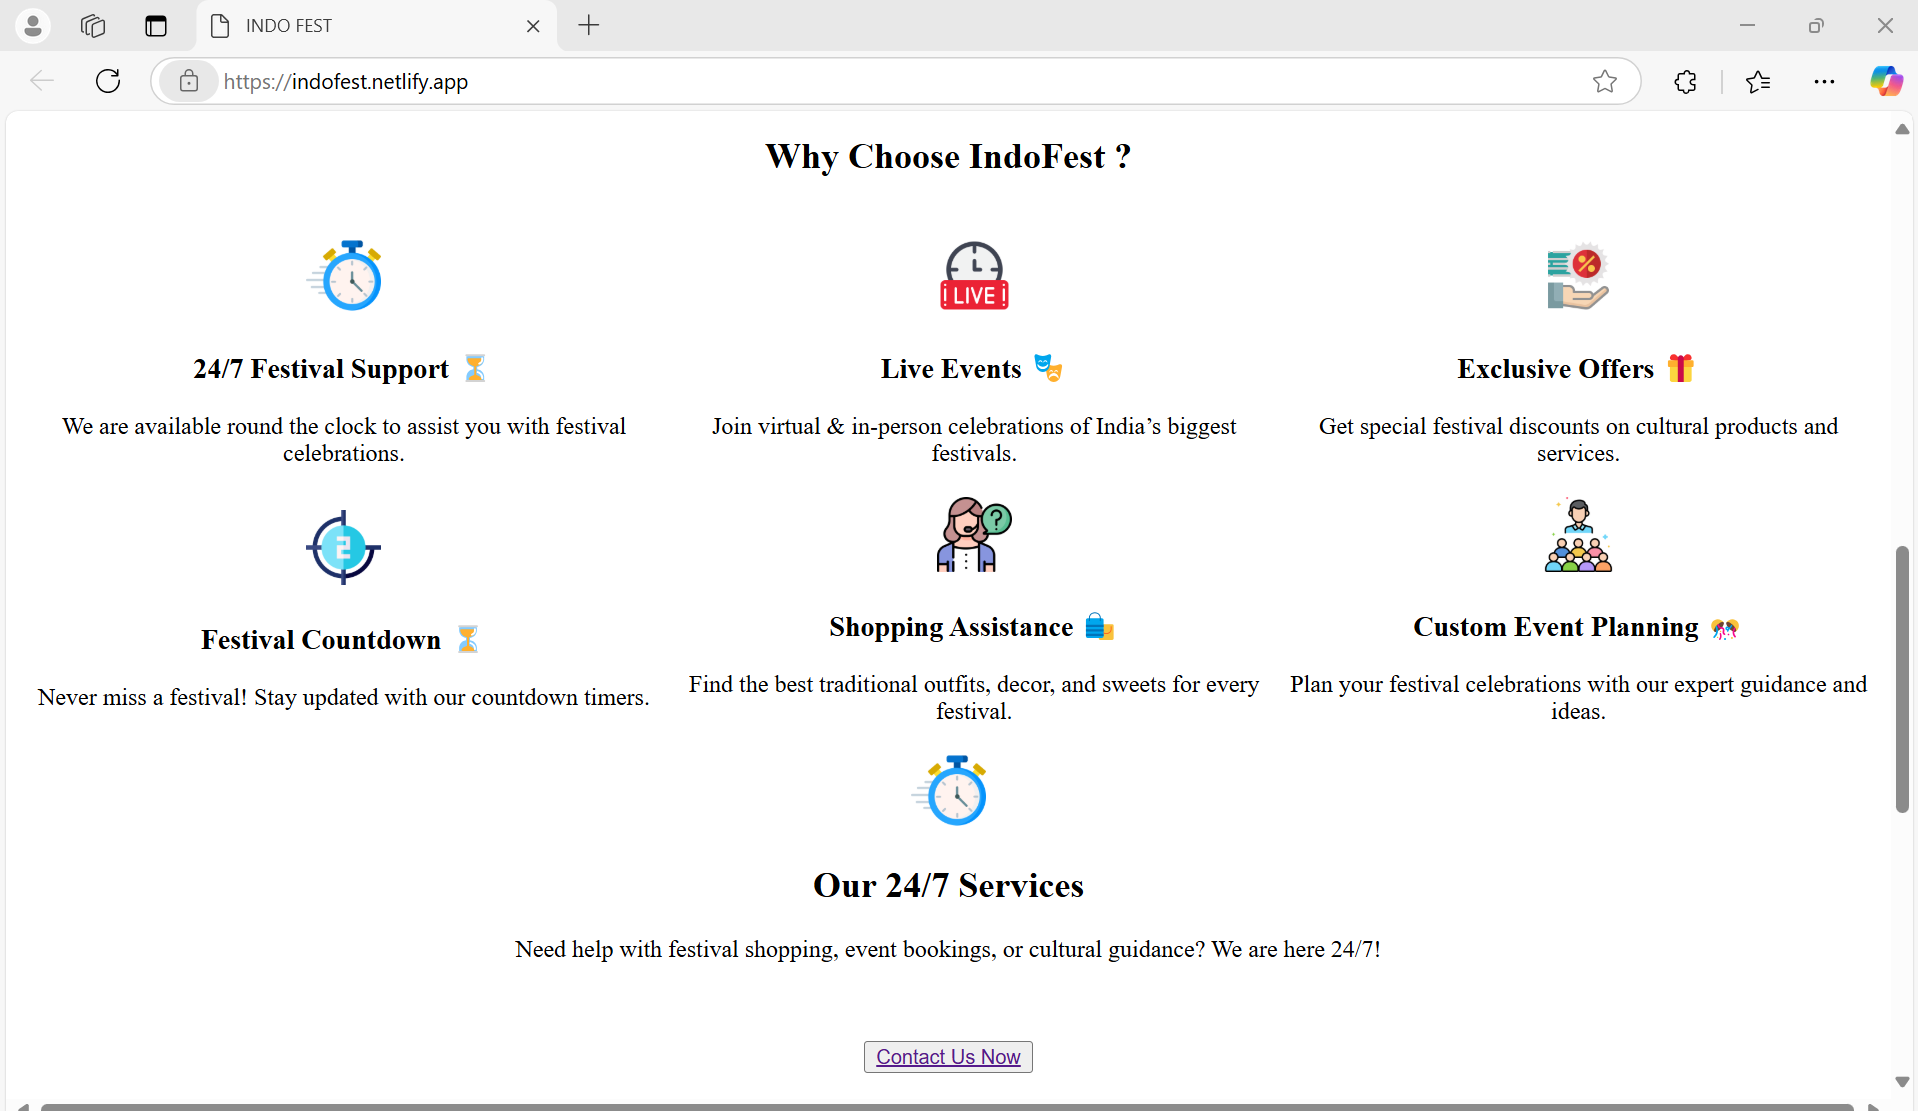 INDO FEST
https://indofest.netlify.app
Why Choose IndoFest ?
LIVE
24/7 Festival Support ⏳
Live Events 🎭
Exclusive Offers 🎁
We are available round the clock to assist you with festival
celebrations.
Join virtual & in-person celebrations of India’s biggest
festivals.
Get special festival discounts on cultural products and
services.
2
?
Festival Countdown ⏳
Never miss a festival! Stay updated with our countdown timers.
Shopping Assistance 🛍️
Find the best traditional outfits, decor, and sweets for every
festival.
Custom Event Planning 🎊
Plan your festival celebrations with our expert guidance and
ideas.
Our 24/7 Services
Need help with festival shopping, event bookings, or cultural guidance? We are here 24/7!
Contact Us Now